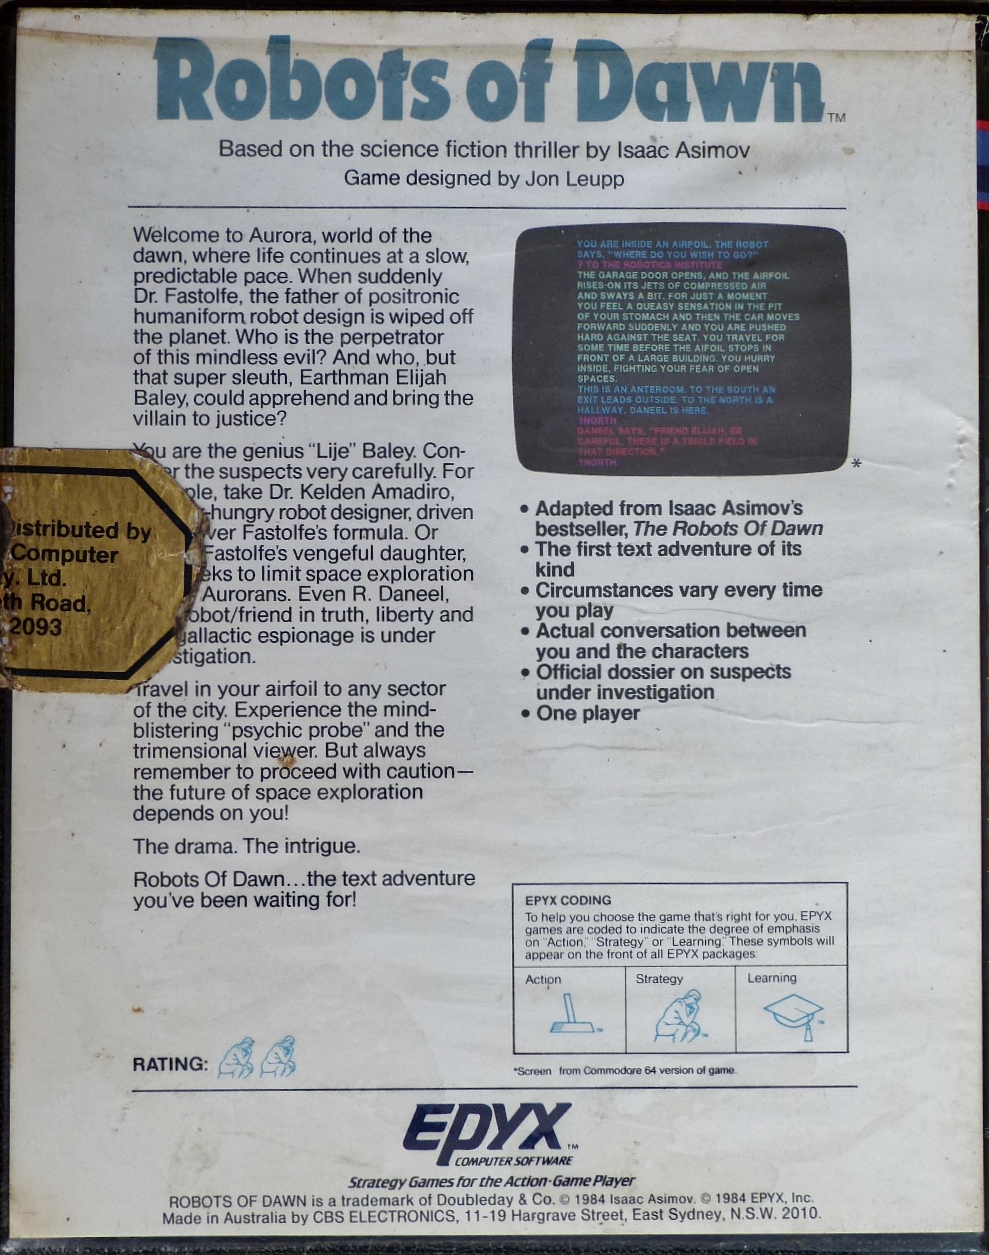 Robots of Dawn™
Based on the science fiction thriller by Isaac Asimov
Game designed by Jon Leupp
Welcome to Aurora, world of the
dawn, where life continues at a slow,
predictable pace. When suddenly
Dr. Fastolfe, the father of positronic
humaniform robot design is wiped off
the planet. Who is the perpetrator
of this mindless evil? And who, but
that super sleuth, Earthman Elijah
Baley, could apprehend and bring the
villain to justice?
You are the genius "Lije" Baley. Con-
er the suspects very carefully. For
ple, take Dr. Kelden Amadiro,
-hungry robot designer, driven
ver Fastolfe's formula. Or
Fastolfe's vengeful daughter,
eks to limit space exploration
Aurorans. Even R. Daneel,
obot/friend in truth, liberty and
gallactic espionage is under
stigation.
Travel in your airfoil to any sector
of the city. Experience the mind-
blistering "psychic probe" and the
trimensional viewer. But always
remember to proceed with caution—
the future of space exploration
depends on you!
The drama. The intrigue.
Robots Of Dawn...the text adventure
you've been waiting for!
istributed by
Computer
y. Ltd.
th Road,
2093
YOU ARE INSIDE AN AIRFOIL. THE ROBOT
SAYS, "WHERE DO YOU WISH TO GO?"
? TO THE ROBOTICS INSTITUTE
THE GARAGE DOOR OPENS, AND THE AIRFOIL
RISES ON ITS JETS OF COMPRESSED AIR
AND SWAYS A BIT. FOR JUST A MOMENT
YOU FEEL A QUEASY SENSATION IN THE PIT
OF YOUR STOMACH AND THEN THE CAR MOVES
FORWARD SUDDENLY AND YOU ARE PUSHED
HARD AGAINST THE SEAT. YOU TRAVEL FOR
SOME TIME BEFORE THE AIFOIL STOPS IN
FRONT OF A LARGE BUILDING. YOU HURRY
INSIDE, FIGHTING YOUR FEAR OF OPEN
SPACES.
THIS IS AN ANTEROOM. TO THE SOUTH AN
EXIT LEADS OUTSIDE. TO THE NORTH IS A
HALLWAY. DANEEL IS HERE.
?NORTH
DANEEL SAYS, "FRIEND ELIJAH, BE
CAREFUL. THERE IS A TINGLE FIELD IN
THAT DIRECTION."
?NORTH
*
• Adapted from Isaac Asimov's
bestseller, The Robots Of Dawn
• The first text adventure of its
kind
• Circumstances vary every time
you play
• Actual conversation between
you and the characters
• Official dossier on suspects
under investigation
• One player
EPYX CODING
To help you choose the game that's right for you, EPYX
games are coded to indicate the degree of emphasis
on "Action," "Strategy" or "Learning." These symbols will
appear on the front of all EPYX packages:
Action
Strategy
Learning
*Screen from Commodore 64 version of game.
RATING:
EPYX™
COMPUTER SOFTWARE
Strategy Games for the Action-Game Player
ROBOTS OF DAWN is a trademark of Doubleday & Co. © 1984 Isaac Asimov. © 1984 EPYX, Inc.
Made in Australia by CBS ELECTRONICS, 11-19 Hargrave Street, East Sydney, N.S.W. 2010.